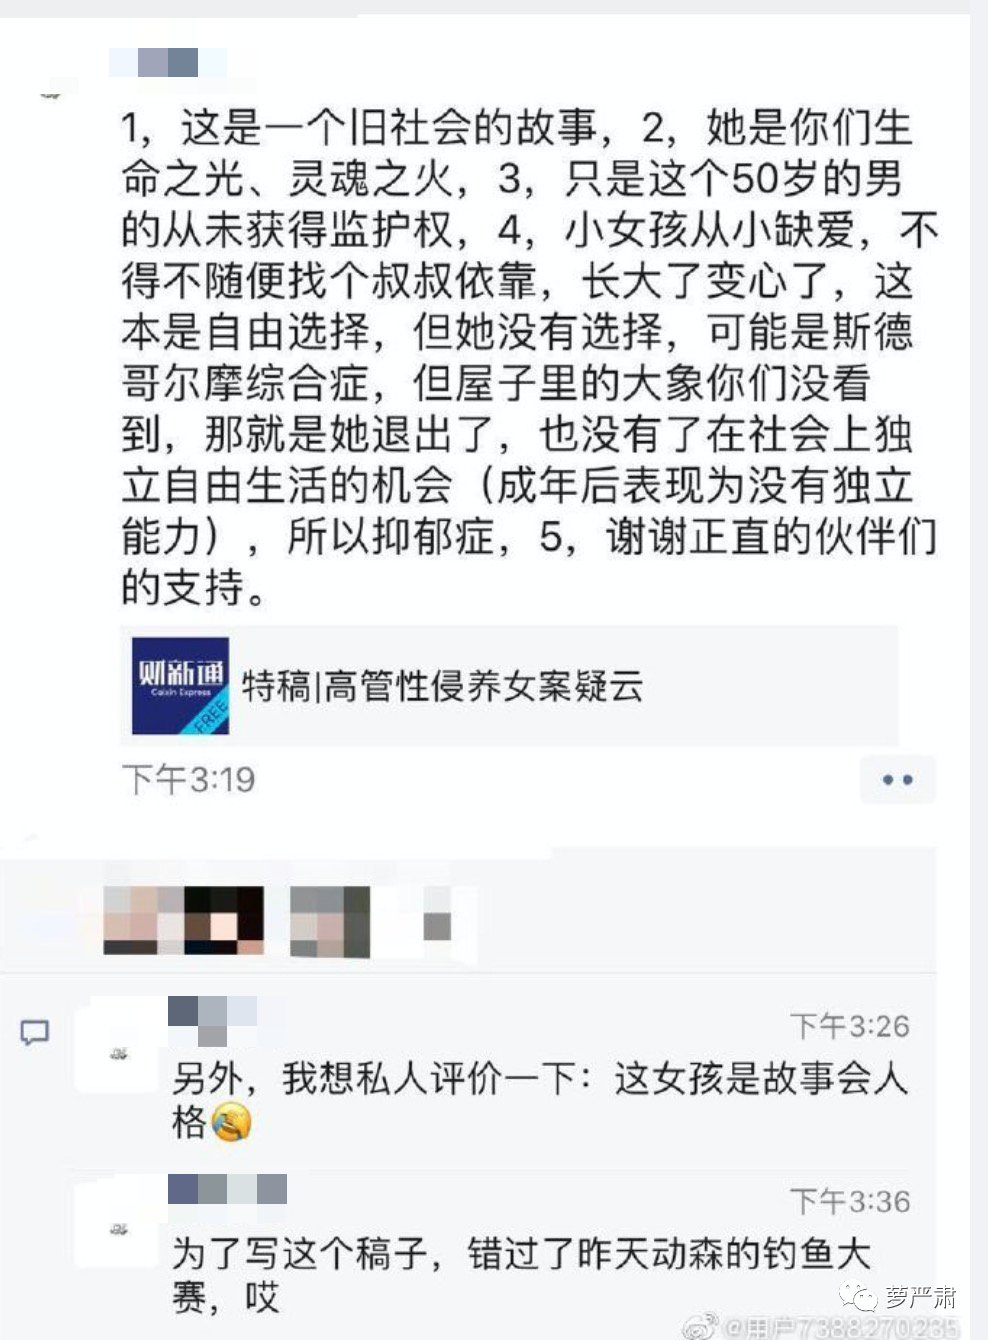 1，这是一个旧社会的故事，2，她是你们生
命之光、灵魂之火，3，只是这个50岁的男
的从未获得监护权，4，小女孩从小缺爱，不
得不随便找个叔叔依靠，长大了变心了，这
本是自由选择，但她没有选择，可能是斯德
哥尔摩综合症，但屋子里的大象你们没看
到，那就是她退出了，也没有了在社会上独
立自由生活的机会（成年后表现为没有独立
能力），所以抑郁症，5，谢谢正直的伙伴们
的支持。
财新通
Caixin Express
FREE
特稿|高管性侵养女案疑云
下午3:19
下午3:26
另外，我想私人评价一下：这女孩是故事会人
格🤣
下午3:36
为了写这个稿子，错过了昨天动森的钓鱼大
赛，哎
萝严肃
@用户7388270235